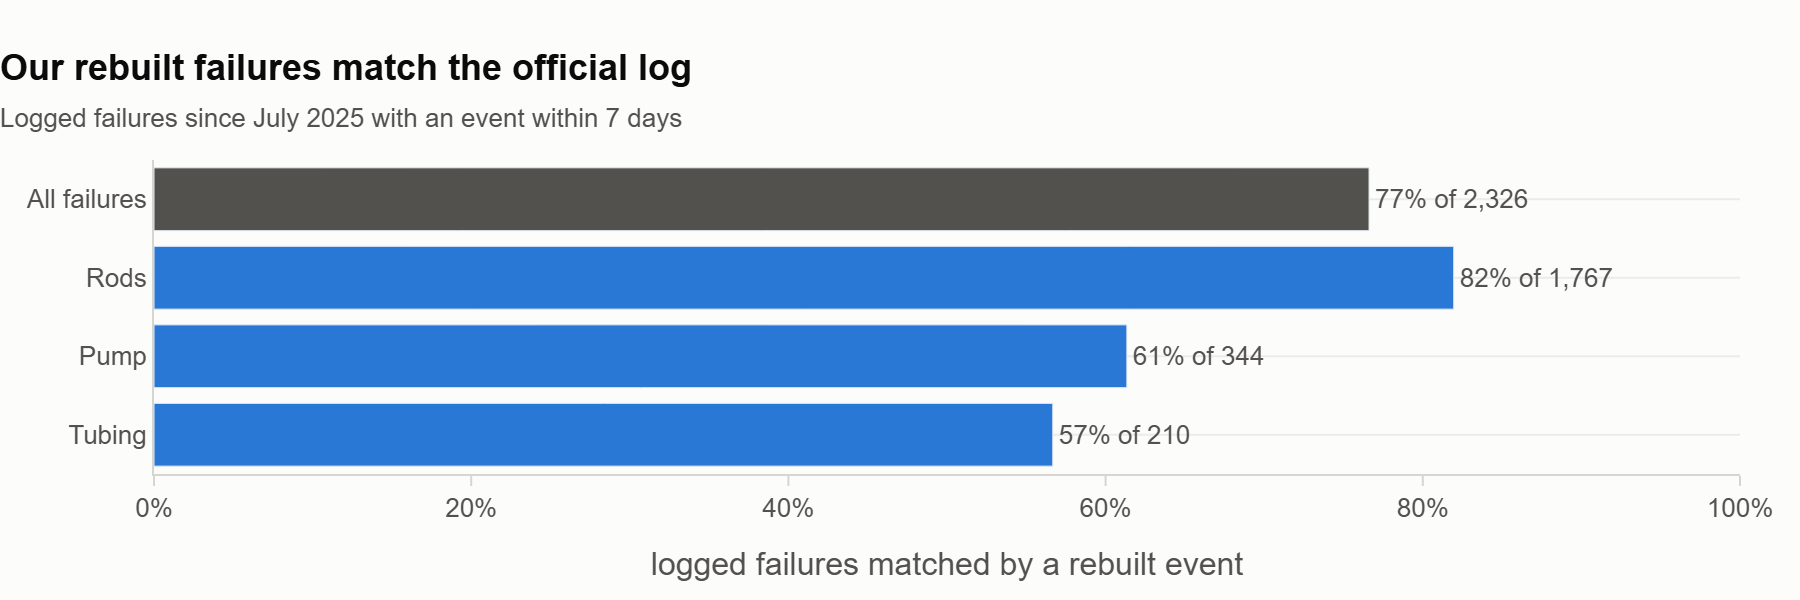 Our rebuilt failures match the official log
Logged failures since July 2025 with an event within 7 days
All failures
77% of 2,326
Rods
82% of 1,767
Pump
61% of 344
Tubing
57% of 210
0% 20% 40% 60% 80% 100%
logged failures matched by a rebuilt event